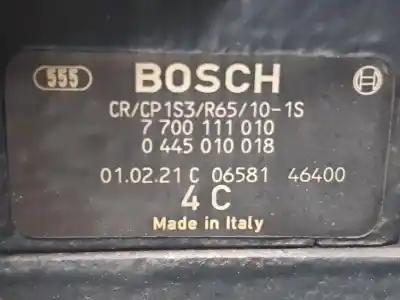 555 BOSCH
CR/CP1S3/R65/10-1S
7 700 111 010
0 445 010 018
01.02.21 C 06581 46400
4 C
Made in Italy